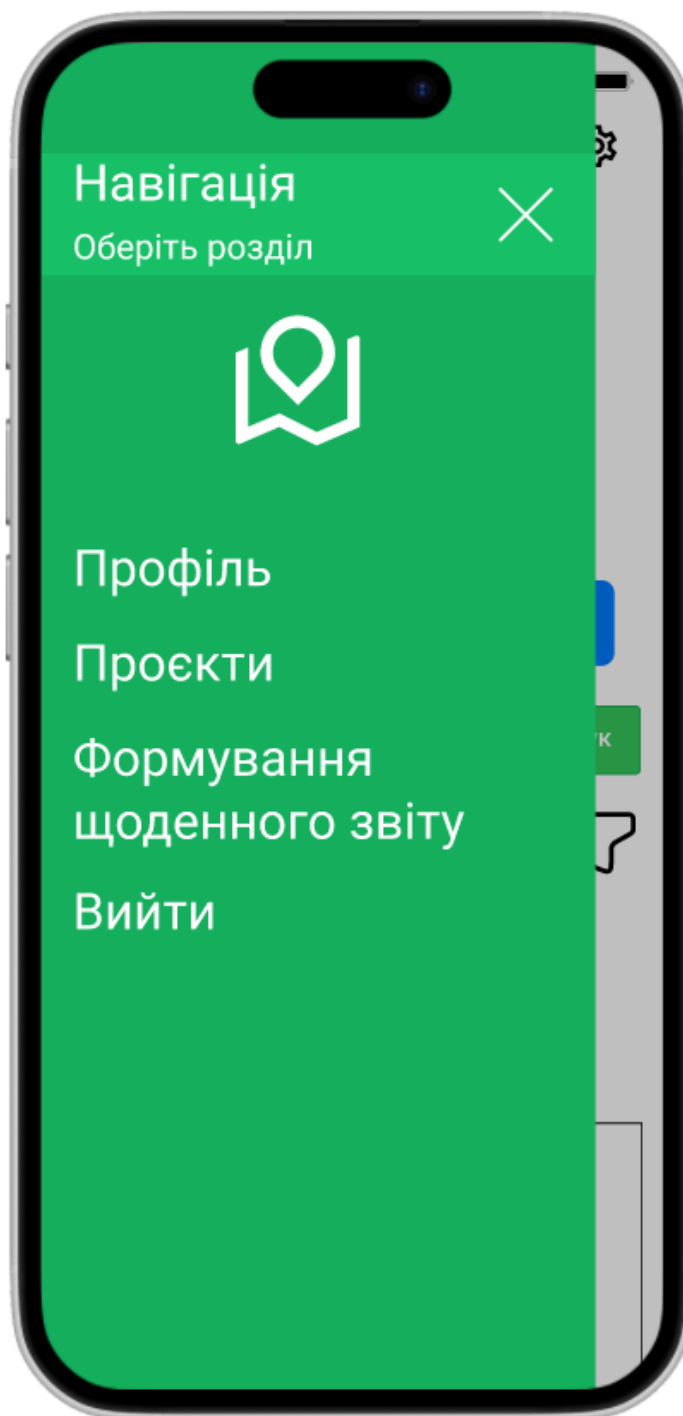 Навігація
Оберіть розділ
Профіль
Проєкти
Формування
щоденного звіту
Вийти